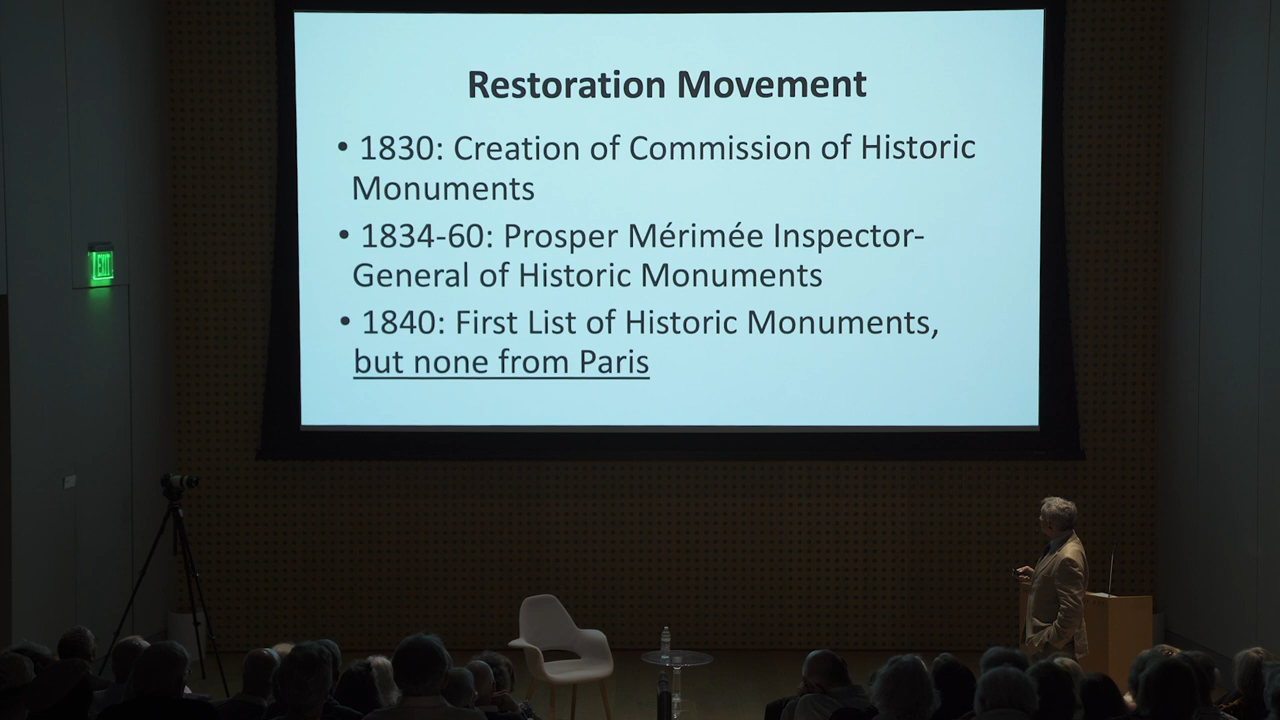 Restoration Movement
• 1830: Creation of Commission of Historic
Monuments
• 1834-60: Prosper Mérimée Inspector-
General of Historic Monuments
• 1840: First List of Historic Monuments,
but none from Paris
EXIT